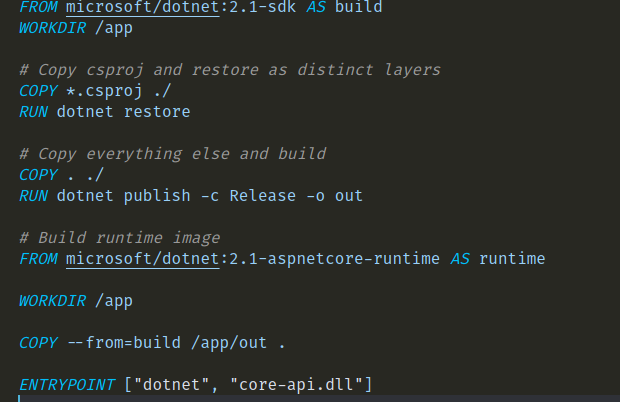 FROM microsoft/dotnet:2.1-sdk AS build
WORKDIR /app
# Copy csproj and restore as distinct layers
COPY *.csproj ./
RUN dotnet restore
# Copy everything else and build
COPY . ./
RUN dotnet publish -c Release -o out
# Build runtime image
FROM microsoft/dotnet:2.1-aspnetcore-runtime AS runtime
WORKDIR /app
COPY --from=build /app/out .
ENTRYPOINT ["dotnet", "core-api.dll"]